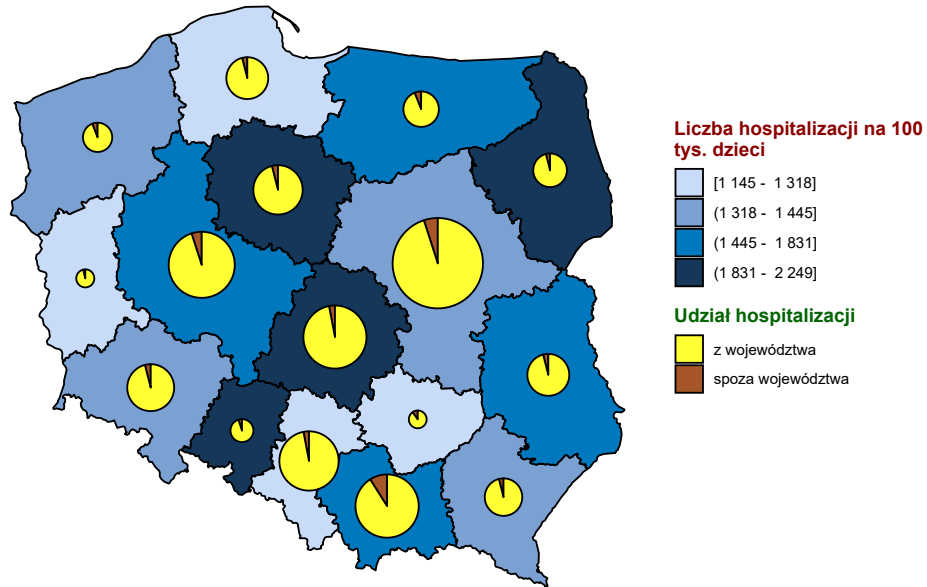 Liczba hospitalizacji na 100
tys. dzieci
[1 145 - 1 318]
(1 318 - 1 445]
(1 445 - 1 831]
(1 831 - 2 249]
Udział hospitalizacji
z województwa
spoza województwa